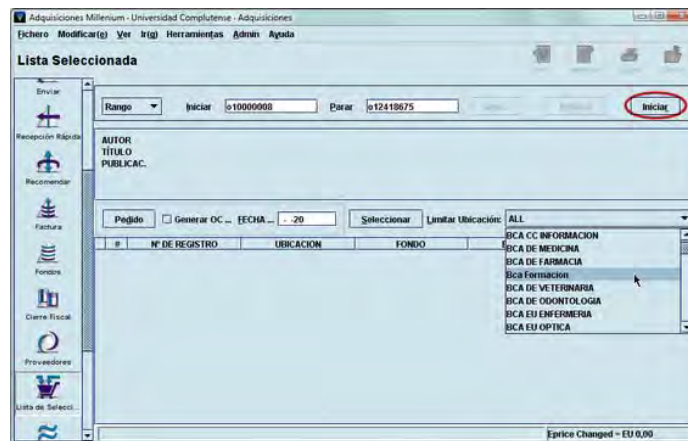 Adquisiciones Millenium - Universidad Complutense - Adquisiciones
Fichero Modificar(e) Ver Ir(g) Herramientas Admin Ayuda
Lista Seleccionada
Enviar
Recepción Rápida
Recomendar
Factura
Fondos
Cierre Fiscal
Proveedores
Lista de Selecci...
Rango Iniciar o10000008 Parar o12418675 Iniciar
AUTOR
TÍTULO
PUBLICAC.
Pedido Generar OC ... FECHA ... - -20 Seleccionar Limitar Ubicación: ALL
# Nº DE REGISTRO UBICACION FONDO
BCA CC INFORMACION
BCA DE MEDICINA
BCA DE FARMACIA
Bca Formacion
BCA DE VETERINARIA
BCA DE ODONTOLOGIA
BCA EU ENFERMERIA
BCA EU OPTICA
Eprice Changed = EU 0,00